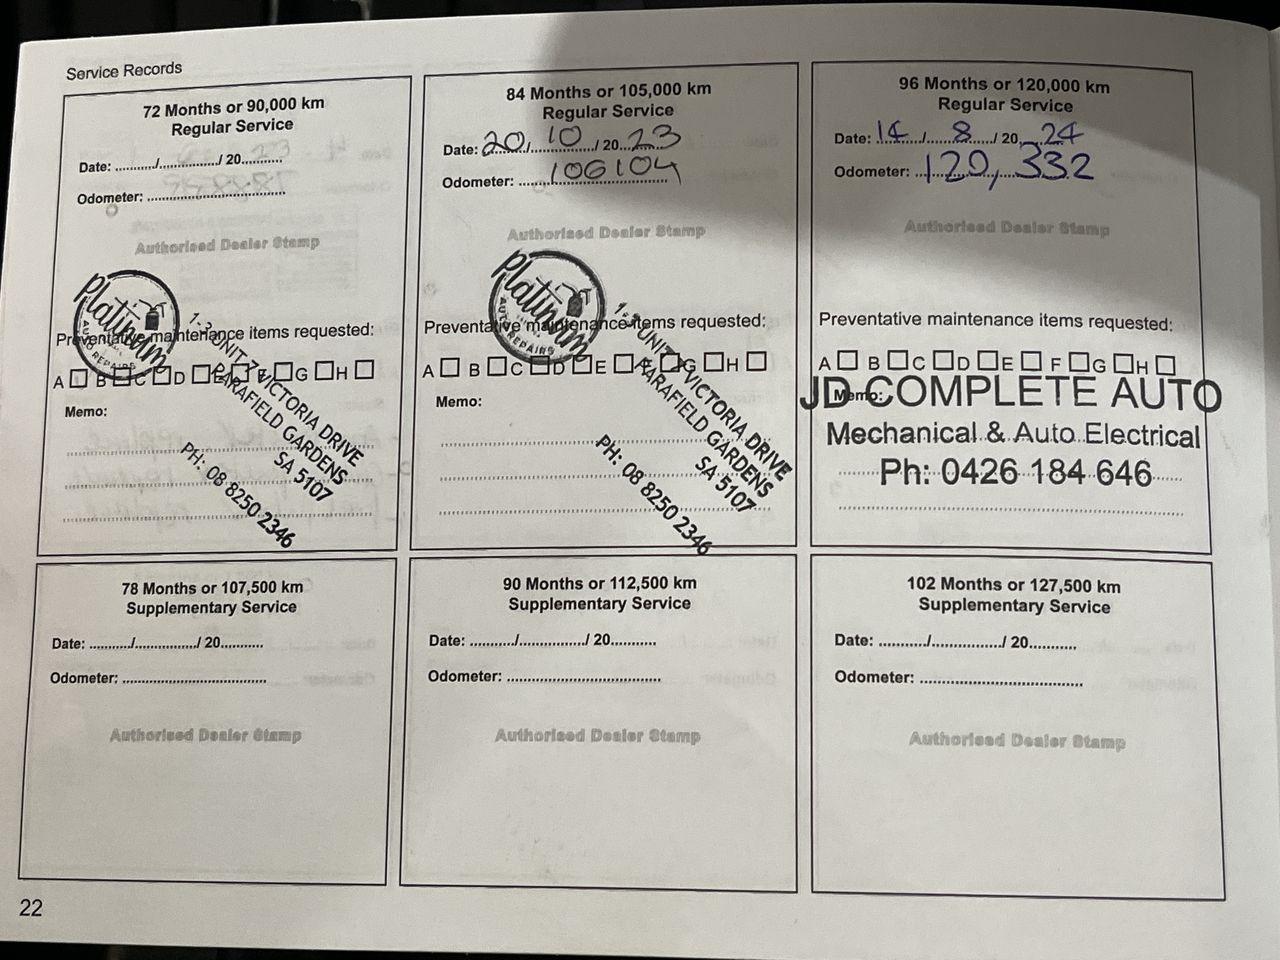 Service Records
72 Months or 90,000 km
Regular Service
Date: ........../............../ 20..........
Odometer: ..................................
Authorised Dealer Stamp
Platinum
AUTO REPAIRS
1-3 UNIT 7 VICTORIA DRIVE
PARAFIELD GARDENS
SA 5107
PH: 08 8250 2346
Preventative maintenance items requested:
A B C D E F G H
Memo:
84 Months or 105,000 km
Regular Service
Date: 20 / 10 / 20 23
Odometer: 106104
Authorised Dealer Stamp
Platinum
AUTO REPAIRS
1-3 UNIT 7 VICTORIA DRIVE
PARAFIELD GARDENS
SA 5107
PH: 08 8250 2346
Preventative maintenance items requested:
A B C D E F G H
Memo:
96 Months or 120,000 km
Regular Service
Date: 14 / 8 / 20 24
Odometer: 120,332
Authorised Dealer Stamp
Preventative maintenance items requested:
A B C D E F G H
Memo:
JD COMPLETE AUTO
Mechanical & Auto Electrical
Ph: 0426 184 646
78 Months or 107,500 km
Supplementary Service
Date: ........../................/ 20..........
Odometer: ..................................
Authorised Dealer Stamp
90 Months or 112,500 km
Supplementary Service
Date: ........../................/ 20..........
Odometer: ..................................
Authorised Dealer Stamp
102 Months or 127,500 km
Supplementary Service
Date: ........../................/ 20..........
Odometer: ..................................
Authorised Dealer Stamp
22